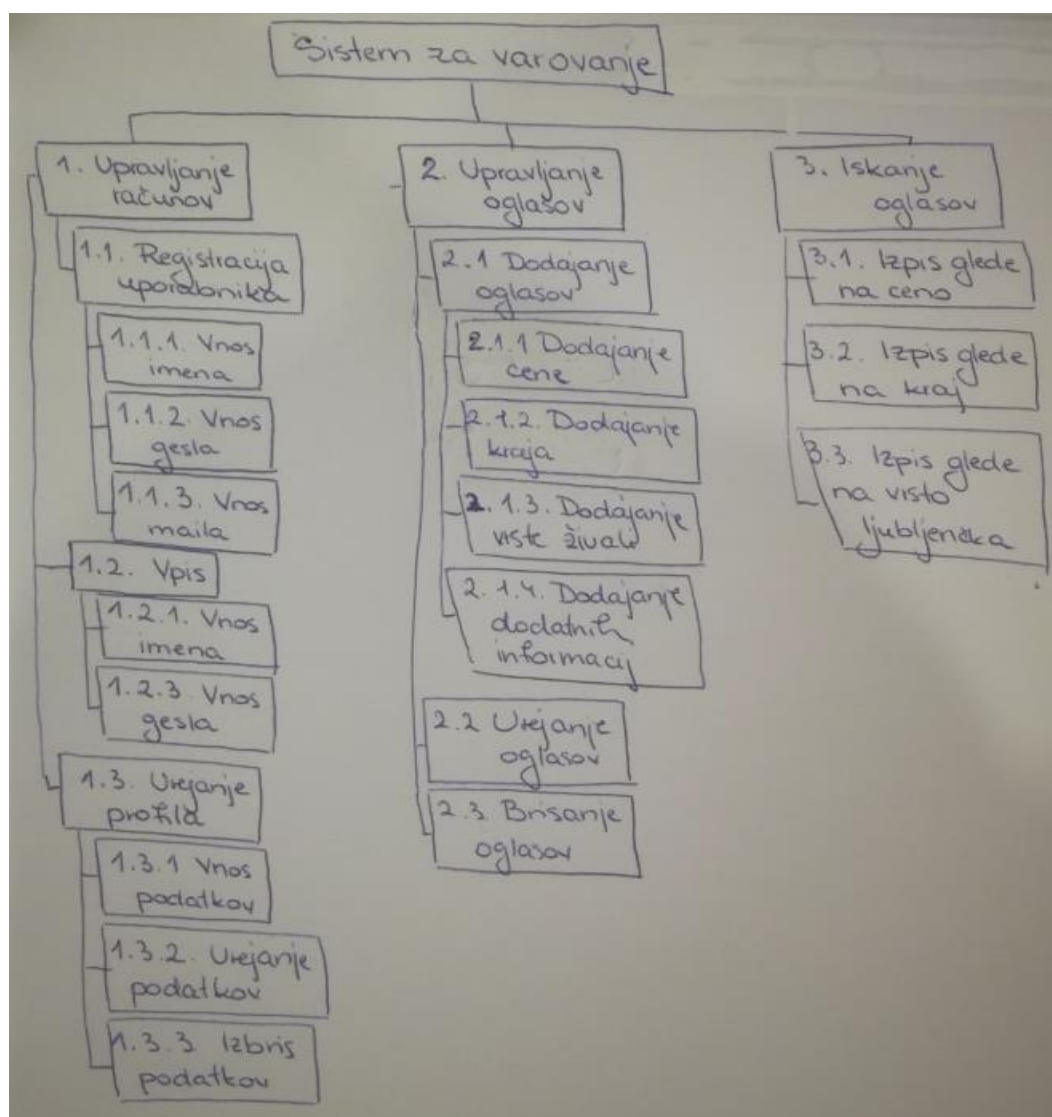 Sistem za varovanje
1. Upravljanje
računov
1.1. Registracija
uporabnika
1.1.1. Vnos
imena
1.1.2. Vnos
gesla
1.1.3. Vnos
maila
1.2. Vpis
1.2.1. Vnos
imena
1.2.3 Vnos
gesla
1.3. Urejanje
profila
1.3.1 Vnos
podatkov
1.3.2. Urejanje
podatkov
1.3.3 Izbris
podatkov
2. Upravljanje
oglasov
2.1 Dodajanje
oglasov
2.1.1 Dodajanje
cene
2.1.2. Dodajanje
kraja
2.1.3. Dodajanje
viste živali
2.1.4. Dodajanje
dodatnih
informacij
2.2 Urejanje
oglasov
2.3 Brisanje
oglasov
3. Iskanje
oglasov
3.1. Izpis glede
na ceno
3.2. Izpis glede
na kraj
3.3. Izpis glede
na visto
ljubljenčka